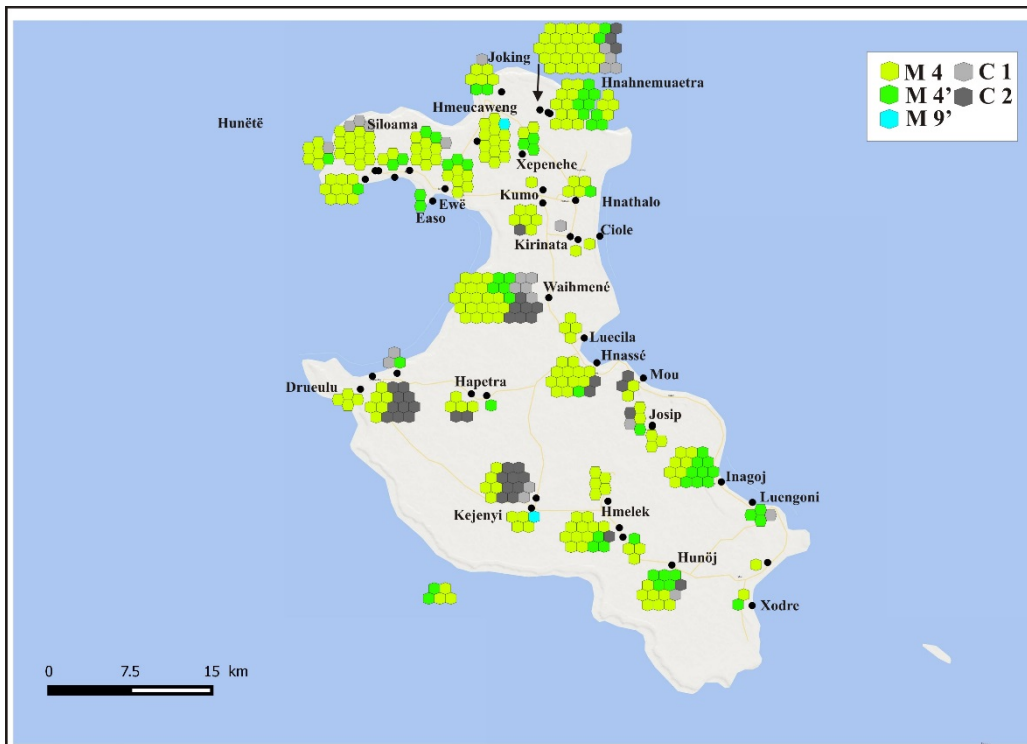 Joking
Hnahnemuaetra
M 4 C 1
M 4' C 2
M 9'
Hmeucaweng
Hunëtë
Siloama
Xepenehe
Ewë
Easo
Kumo
Hnathalo
Kirinata
Ciole
Waihmené
Luecila
Hnassé
Mou
Drueulu
Hapetra
Josip
Inagoj
Luengoni
Kejenyi
Hmelek
Hunöj
Xodre
0 7.5 15 km